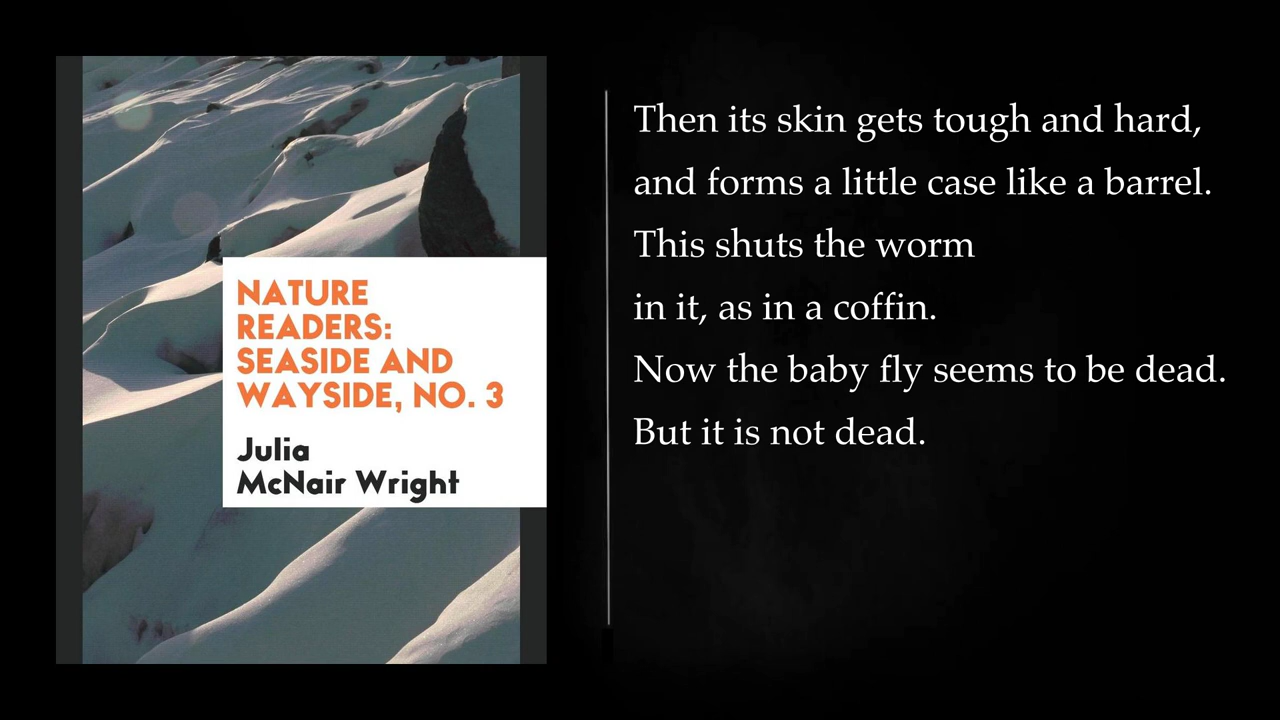 NATURE
READERS:
SEASIDE AND
WAYSIDE, NO. 3
Julia
McNair Wright
Then its skin gets tough and hard,
and forms a little case like a barrel.
This shuts the worm
in it, as in a coffin.
Now the baby fly seems to be dead.
But it is not dead.